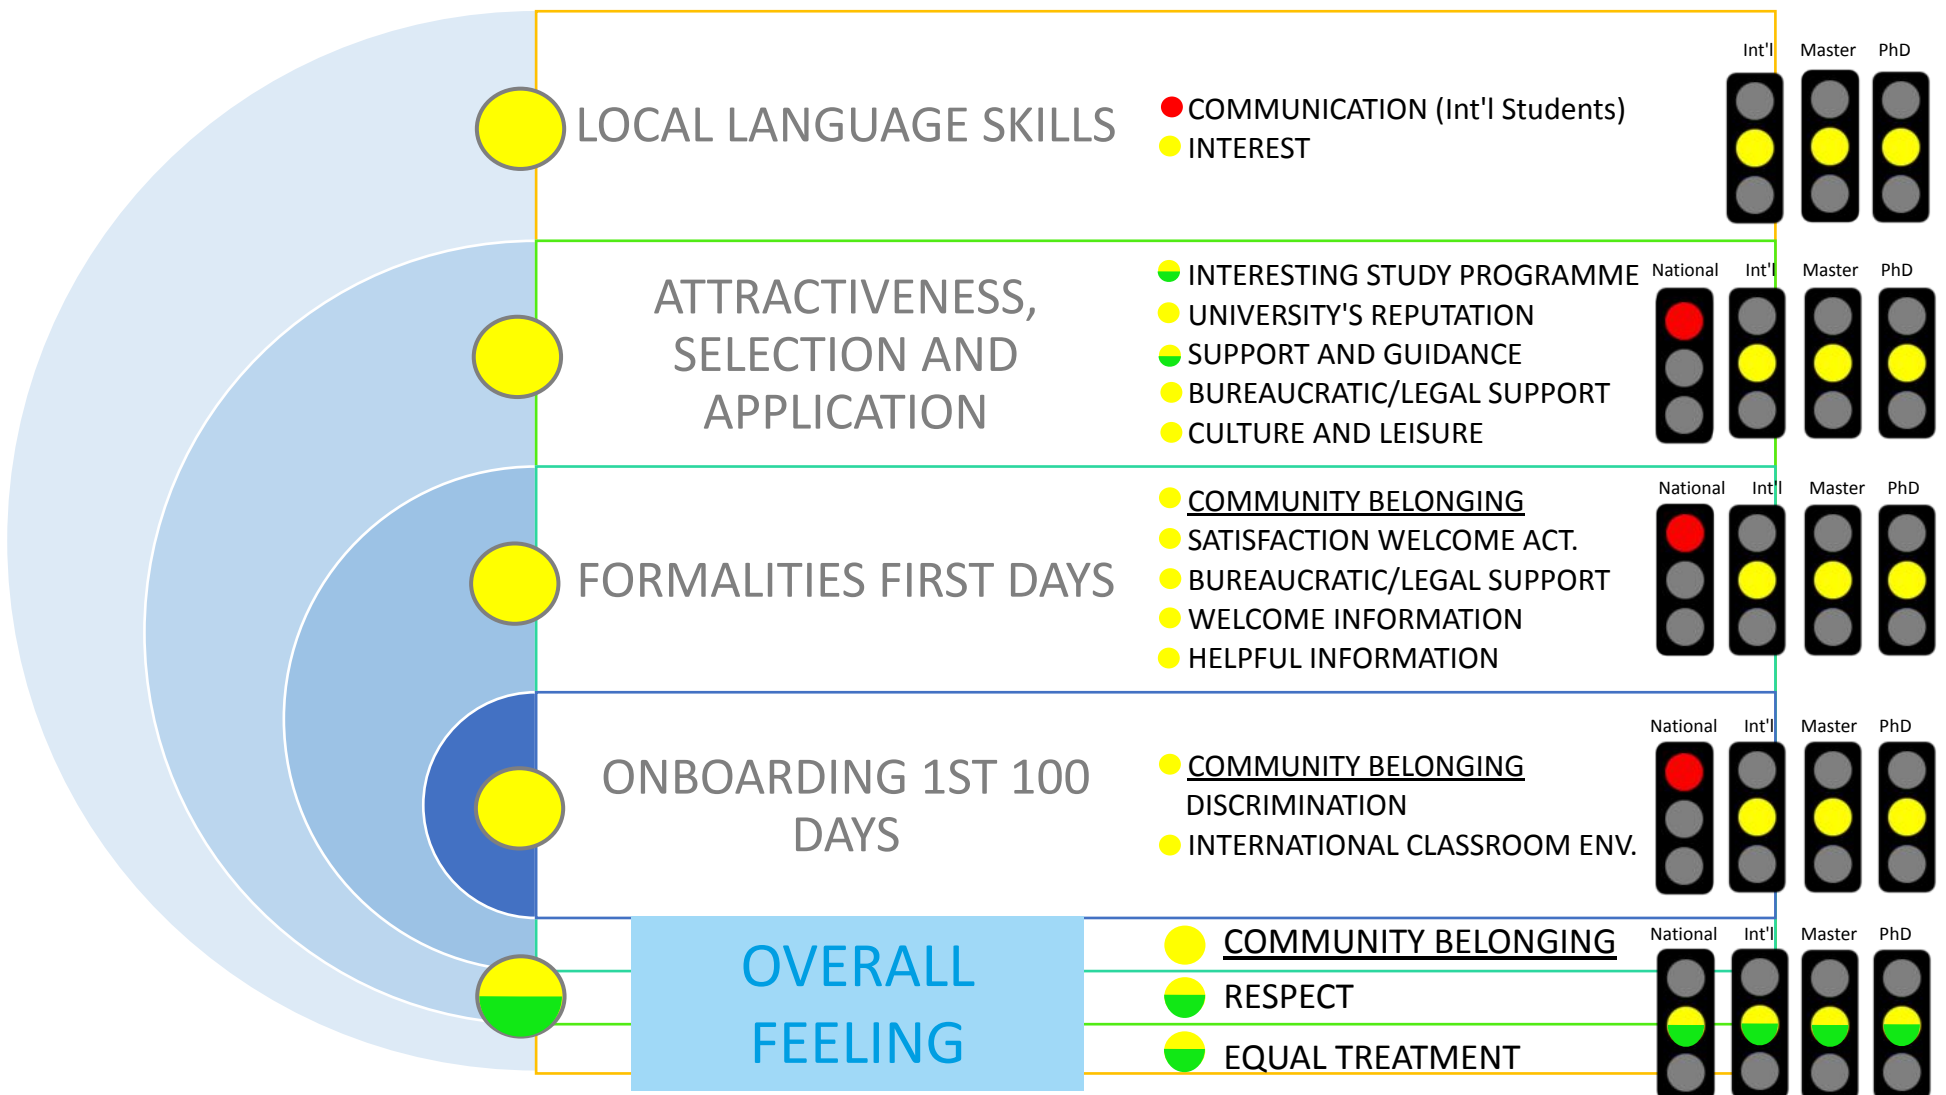 Int'l Master PhD
LOCAL LANGUAGE SKILLS
COMMUNICATION (Int'l Students)
INTEREST
National Int'l Master PhD
ATTRACTIVENESS,
SELECTION AND
APPLICATION
INTERESTING STUDY PROGRAMME
UNIVERSITY'S REPUTATION
SUPPORT AND GUIDANCE
BUREAUCRATIC/LEGAL SUPPORT
CULTURE AND LEISURE
National Int'l Master PhD
FORMALITIES FIRST DAYS
COMMUNITY BELONGING
SATISFACTION WELCOME ACT.
BUREAUCRATIC/LEGAL SUPPORT
WELCOME INFORMATION
HELPFUL INFORMATION
National Int'l Master PhD
ONBOARDING 1ST 100
DAYS
COMMUNITY BELONGING
DISCRIMINATION
INTERNATIONAL CLASSROOM ENV.
National Int'l Master PhD
OVERALL
FEELING
COMMUNITY BELONGING
RESPECT
EQUAL TREATMENT